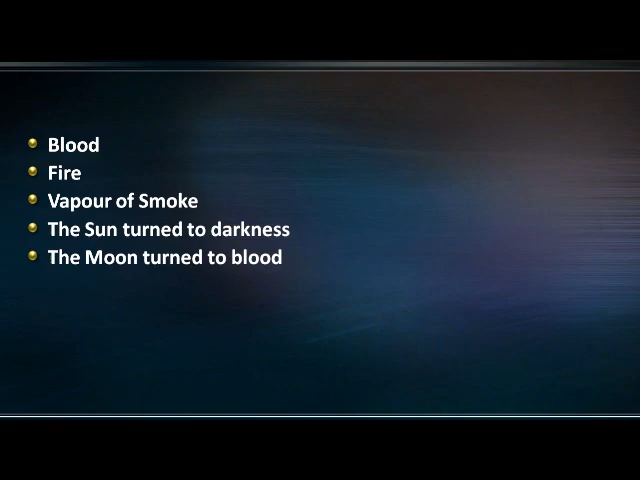 Blood
Fire
Vapour of Smoke
The Sun turned to darkness
The Moon turned to blood